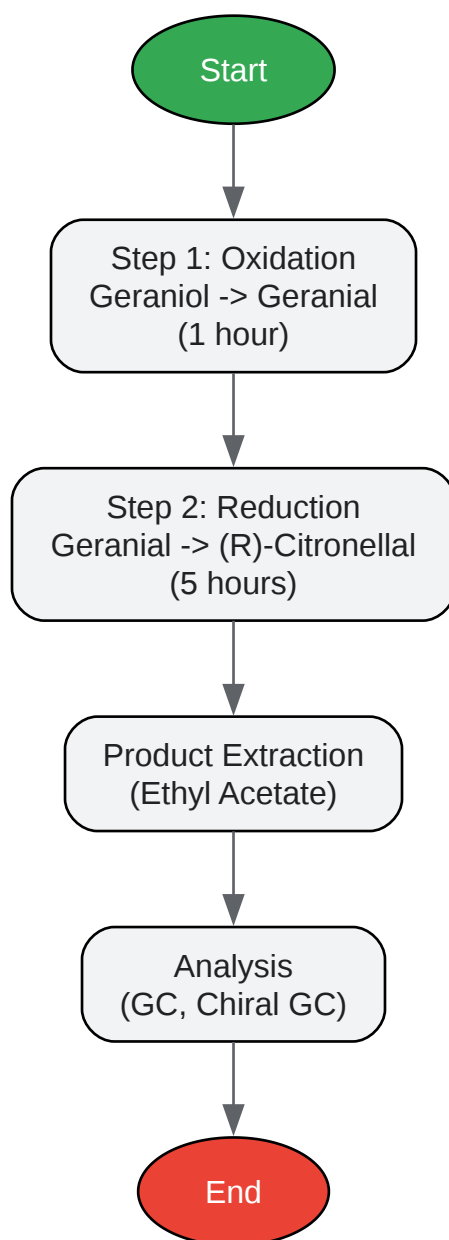 Start
Step 1: Oxidation
Geraniol -> Geranial
(1 hour)
Step 2: Reduction
Geranial -> (R)-Citronellal
(5 hours)
Product Extraction
(Ethyl Acetate)
Analysis
(GC, Chiral GC)
End